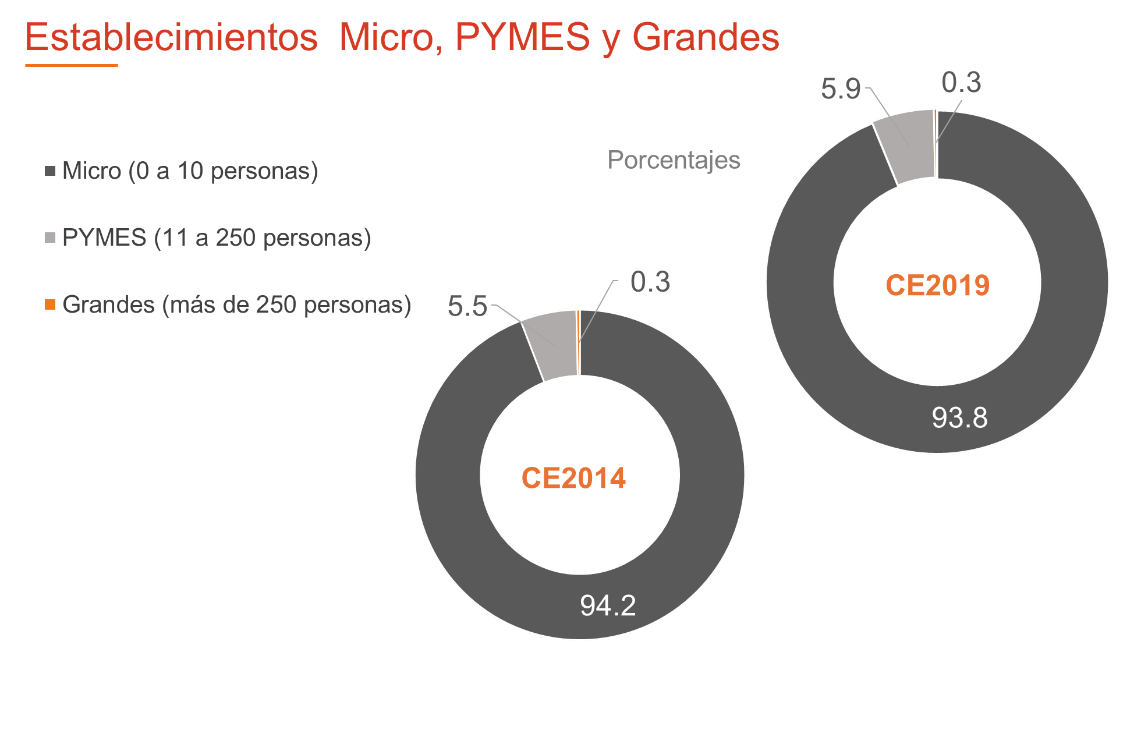 Establecimientos  Micro, PYMES y Grandes
5.9
0.3
Porcentajes
Micro (0 a 10 personas)
PYMES (11 a 250 personas)
Grandes (más de 250 personas)
CE2019
93.8
5.5
0.3
CE2014
94.2